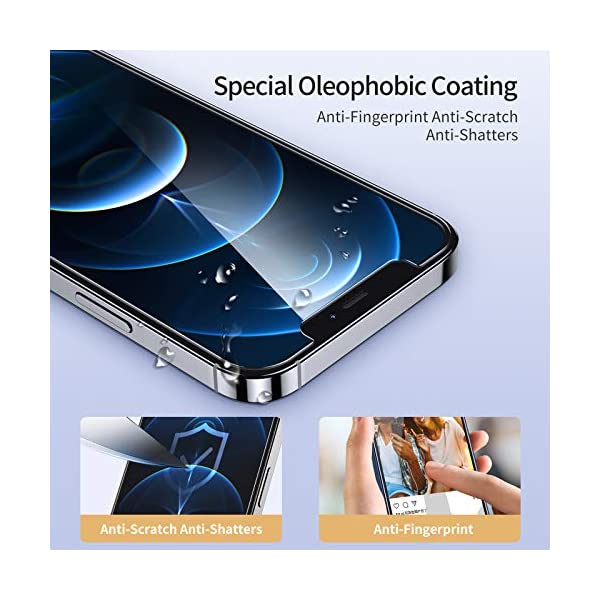 Special Oleophobic Coating
Anti-Fingerprint Anti-Scratch
Anti-Shatters
Anti-Scratch Anti-Shatters
Anti-Fingerprint